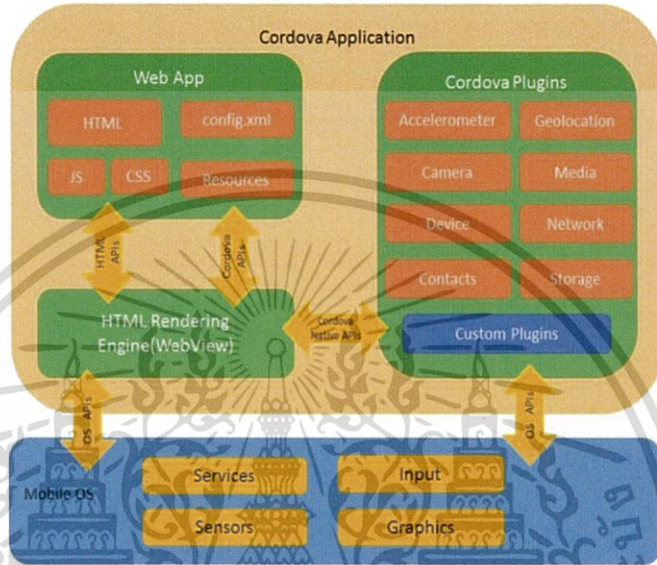 Cordova Application
Web App
HTML
config.xml
JS
CSS
Resources
HTML
APIs
Cordova
APIs
HTML Rendering
Engine(WebView)
Cordova
Native APIs
Cordova Plugins
Accelerometer
Geolocation
Camera
Media
Device
Network
Contacts
Storage
Custom Plugins
OS APIs
OS APIs
Mobile OS
Services
Input
Sensors
Graphics